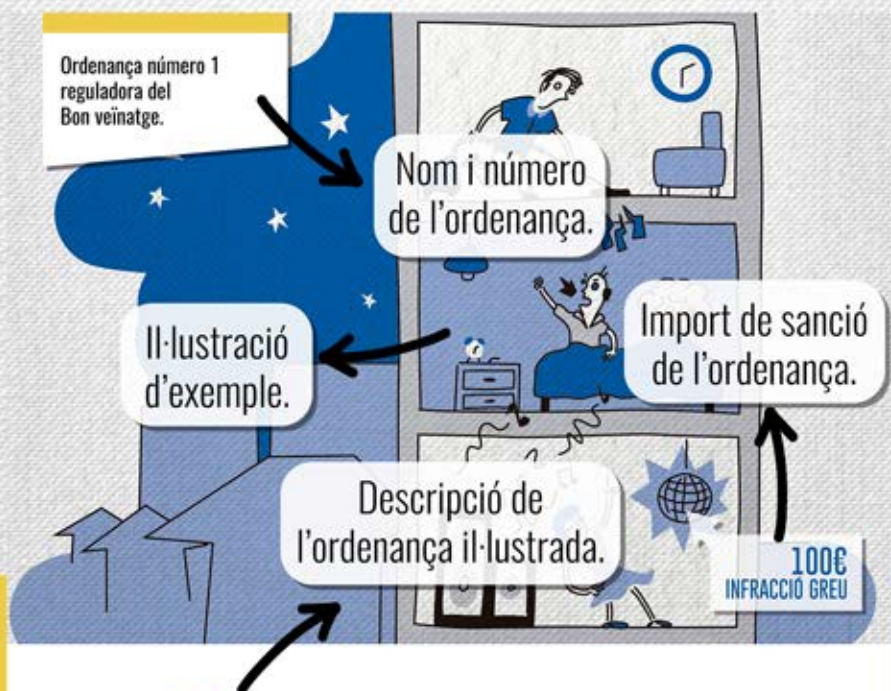 Ordenança número 1
reguladora del
Bon veïnatge.
Nom i número
de l'ordenança.
Il·lustració
d'exemple.
Import de sanció
de l'ordenança.
Descripció de
l'ordenança il·lustrada.
100€
INFRACCIÓ GREU